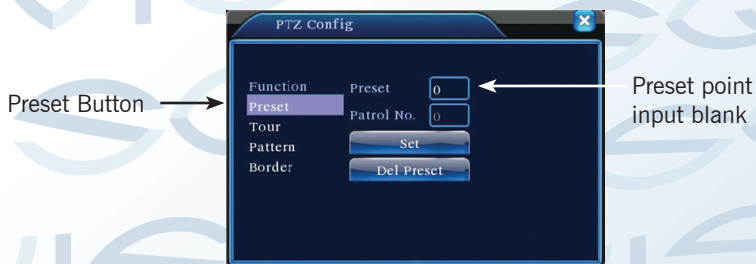 PTZ Config
Function
Preset
Tour
Pattern
Border
Preset 0
Patrol No. 0
Set
Del Preset
Preset Button
Preset point
input blank